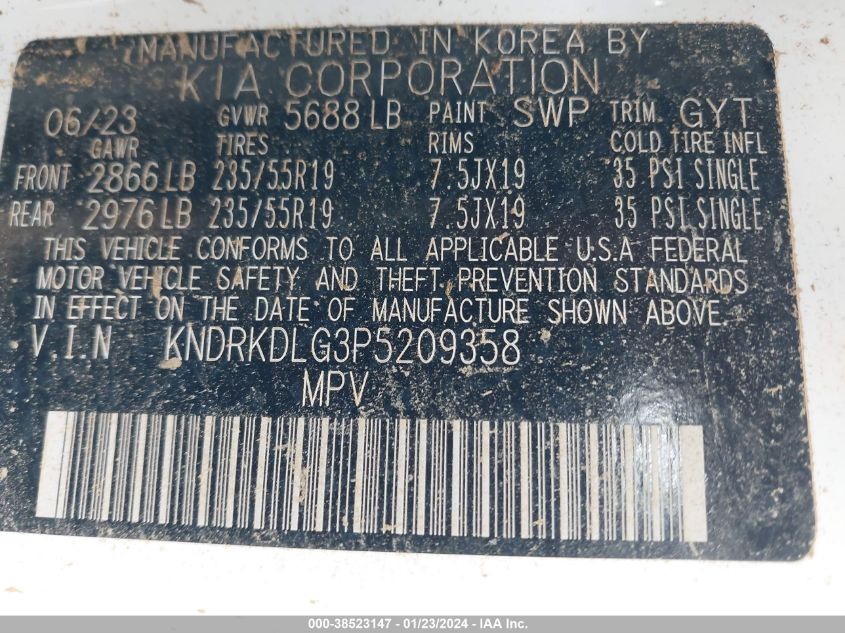 MANUFACTURED IN KOREA BY
KIA CORPORATION
06/23 GVWR 5688 LB PAINT SWP TRIM. GYT
GAWR TIRES RIMS COLD TIRE INFL
FRONT 2866 LB 235/55R19 7.5JX19 35 PSI SINGLE
REAR 2976 LB 235/55R19 7.5JX19 35 PSI SINGLE
THIS VEHICLE CONFORMS TO ALL APPLICABLE U.S.A FEDERAL
MOTOR VEHICLE SAFETY AND THEFT PREVENTION STANDARDS
IN EFFECT ON THE DATE OF MANUFACTURE SHOWN ABOVE.
V.I.N KNDRKDLG3P5209358
MPV
000-38523147 - 01/23/2024 - IAA Inc.